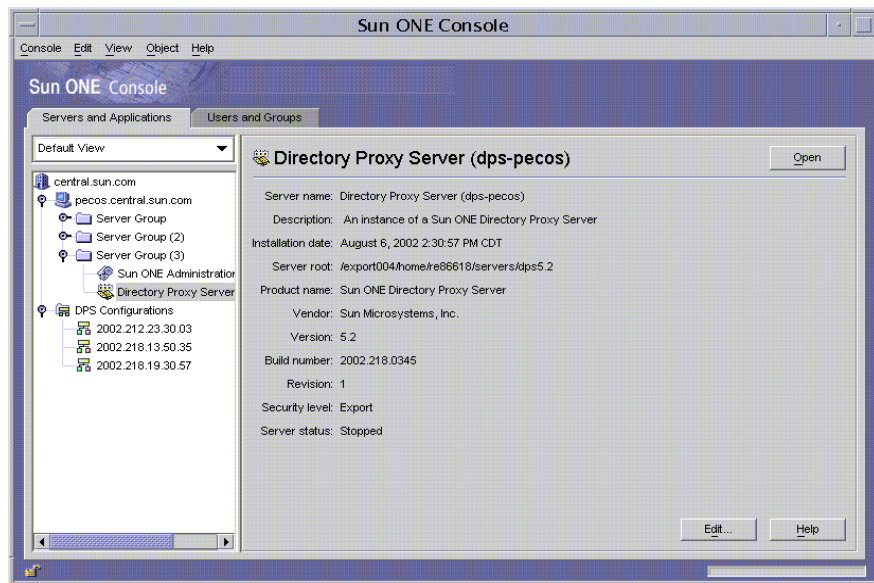 Sun ONE Console
Console Edit View Object Help
Sun ONE Console
Servers and Applications
Users and Groups
Default View
central.sun.com
pecos.central.sun.com
Server Group
Server Group (2)
Server Group (3)
Sun ONE Administration
Directory Proxy Server
DPS Configurations
2002.212.23.30.03
2002.218.13.50.35
2002.218.19.30.57
Directory Proxy Server (dps-pecos)
Open
Server name: Directory Proxy Server (dps-pecos)
Description: An instance of a Sun ONE Directory Proxy Server
Installation date: August 6, 2002 2:30:57 PM CDT
Server root: /export004/home/re86618/servers/dps5.2
Product name: Sun ONE Directory Proxy Server
Vendor: Sun Microsystems, Inc.
Version: 5.2
Build number: 2002.218.0345
Revision: 1
Security level: Export
Server status: Stopped
Edit...
Help